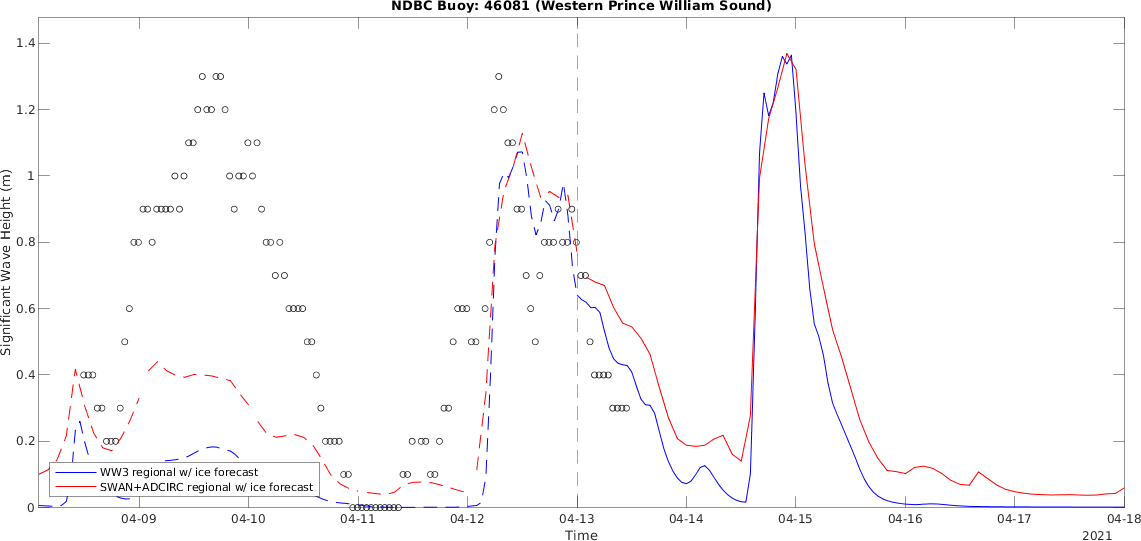 NDBC Buoy: 46081 (Western Prince William Sound)
1.4
1.2
1
0.8
0.6
0.4
0.2
0
Significant Wave Height (m)
WW3 regional w/ ice forecast
SWAN+ADCIRC regional w/ ice forecast
04-09 04-10 04-11 04-12 04-13 04-14 04-15 04-16 04-17 04-18
Time
2021